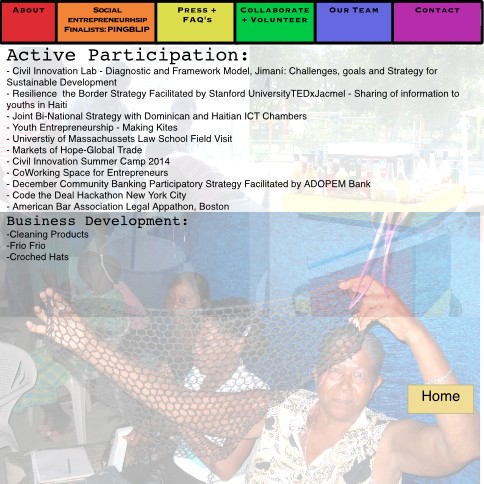 About
Social
entrepreneurhsip
Finalists: PINGBLIP
Press +
FAQ's
Collaborate
+ Volunteer
Our Team
Contact
Active Participation:
- Civil Innovation Lab - Diagnostic and Framework Model, Jimani: Challenges, goals and Strategy for
Sustainable Development
- Resilience  the Border Strategy Facilitated by Stanford UniversityTEDxJacmel - Sharing of information to
youths in Haiti
- Joint Bi-National Strategy with Dominican and Haitian ICT Chambers
- Youth Entrepreneurship - Making Kites
- Universtiy of Massachussets Law School Field Visit
- Markets of Hope-Global Trade
- Civil Innovation Summer Camp 2014
- CoWorking Space for Entrepreneurs
- December Community Banking Participatory Strategy Facilitated by ADOPEM Bank
- Code the Deal Hackathon New York City
- American Bar Association Legal Appathon, Boston
Business Development:
-Cleaning Products
-Frio Frio
-Croched Hats
Home